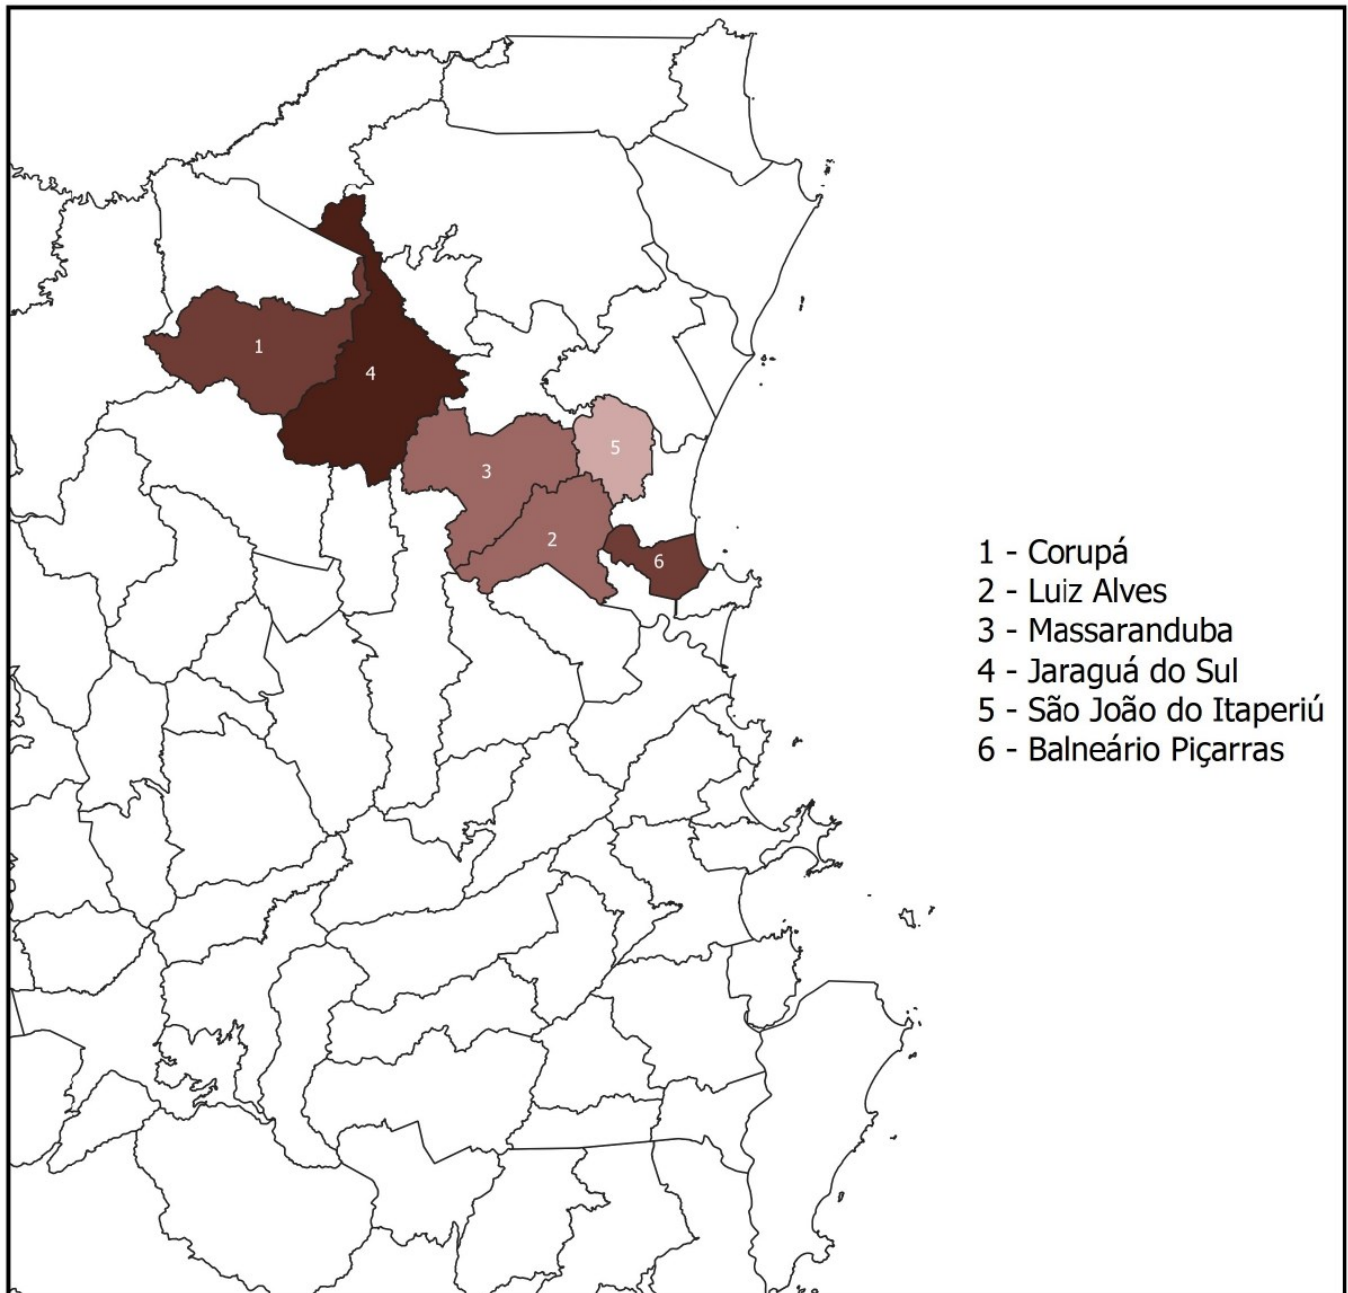 1
4
3
5
2
6
1 - Corupá
2 - Luiz Alves
3 - Massaranduba
4 - Jaraguá do Sul
5 - São João do Itaperiú
6 - Balneário Piçarras